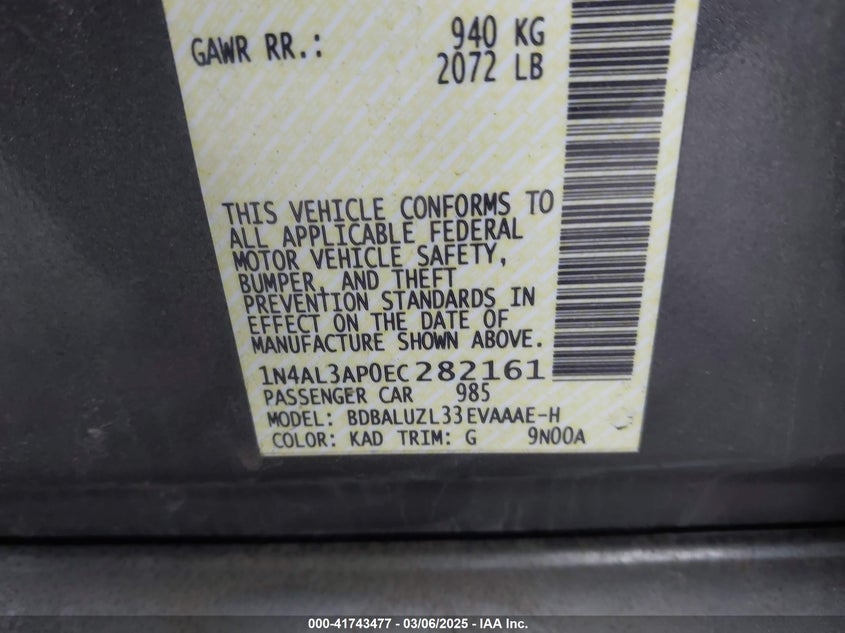 GAWR RR.: 940 KG
2072 LB
THIS VEHICLE CONFORMS TO
ALL APPLICABLE FEDERAL
MOTOR VEHICLE SAFETY,
BUMPER, AND THEFT
PREVENTION STANDARDS IN
EFFECT ON THE DATE OF
MANUFACTURE SHOWN ABOVE.
1N4AL3AP0EC282161
PASSENGER CAR 985
MODEL: BDBALUZL33EVAAAE-H
COLOR: KAD TRIM: G 9N00A
000-41743477 - 03/06/2025 - IAA Inc.